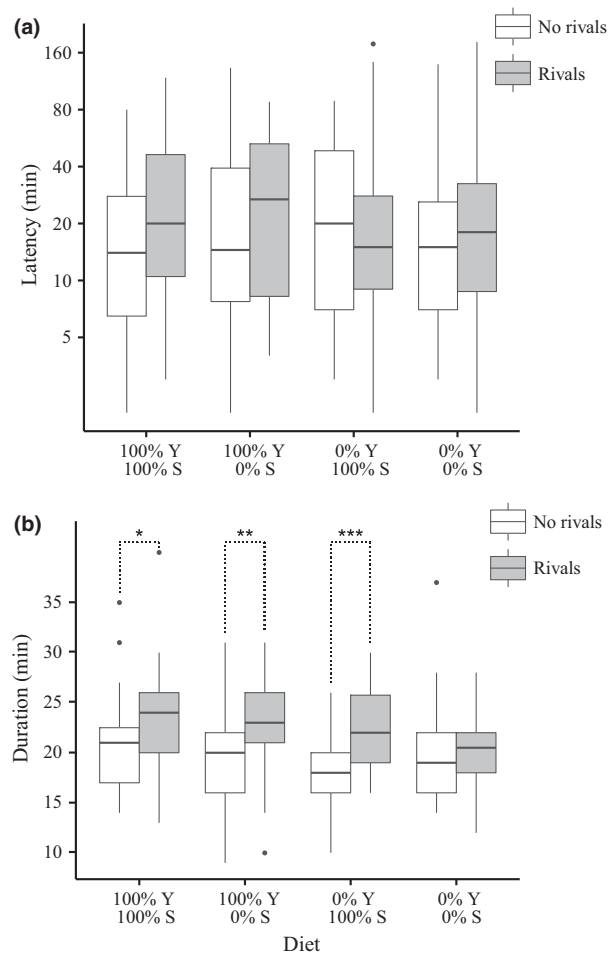 (a)
No rivals
Rivals
Latency (min)
160
80
40
20
10
5
100% Y
100% S
100% Y
0% S
0% Y
100% S
0% Y
0% S
(b)
No rivals
Rivals
*
**
***
Duration (min)
35
30
25
20
15
10
100% Y
100% S
100% Y
0% S
0% Y
100% S
0% Y
0% S
Diet